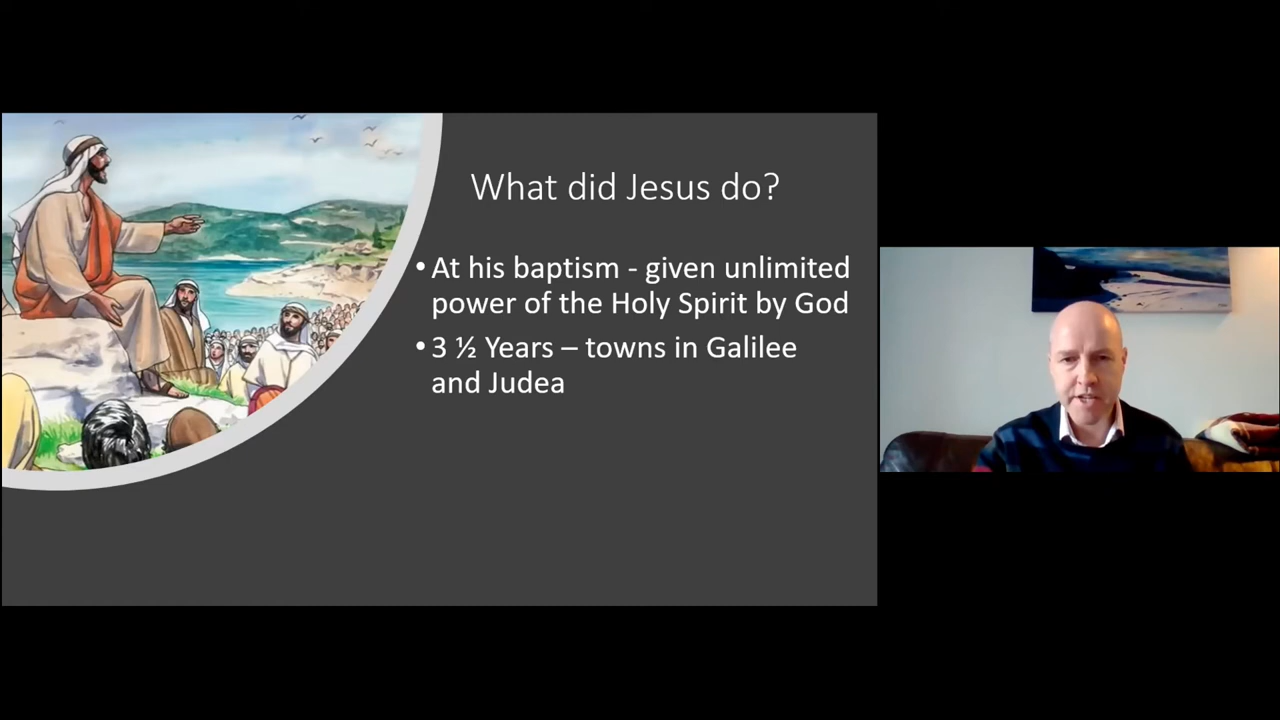 What did Jesus do?
• At his baptism - given unlimited
power of the Holy Spirit by God
• 3 ½ Years – towns in Galilee
and Judea